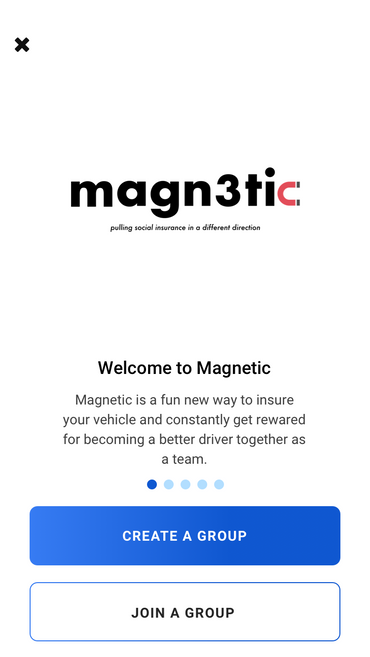 magn3tic
pulling social insurance in a different direction
Welcome to Magnetic
Magnetic is a fun new way to insure
your vehicle and constantly get rewarded
for becoming a better driver together as
a team.
CREATE A GROUP
JOIN A GROUP